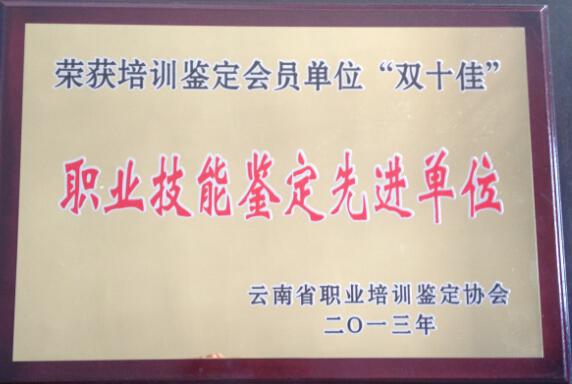 荣获培训鉴定会员单位“双十佳”
职业技能鉴定先进单位
云南省职业培训鉴定协会
二〇一三年